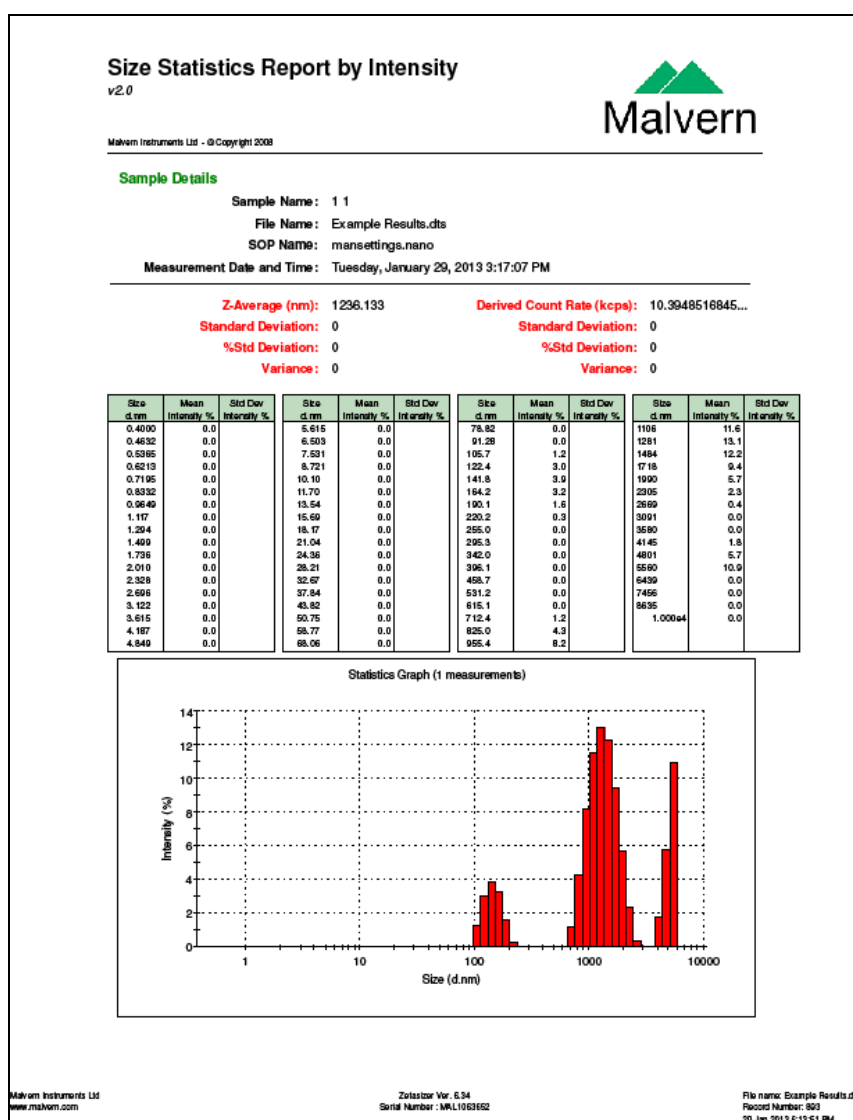 Size Statistics Report by Intensity
v2.0
Malvern
Malvern Instruments Ltd - © Copyright 2008
Sample Details
Sample Name: 1 1
File Name: Example Results.dts
SOP Name: mansettings.nano
Measurement Date and Time: Tuesday, January 29, 2013 3:17:07 PM
Z-Average (nm): 1236.133 Derived Count Rate (kcps): 10.3948516845...
Standard Deviation: 0 Standard Deviation: 0
%Std Deviation: 0 %Std Deviation: 0
Variance: 0 Variance: 0
Size Mean Std Dev Size Mean Std Dev Size Mean Std Dev Size Mean Std Dev
d.nm Intensity % Intensity % d.nm Intensity % Intensity % d.nm Intensity % Intensity % d.nm Intensity % Intensity %
0.4000 0.0 5.615 0.0 78.82 0.0 1106 11.6
0.4632 0.0 6.503 0.0 91.28 0.0 1281 13.1
0.5365 0.0 7.531 0.0 105.7 1.2 1484 12.2
0.6213 0.0 8.721 0.0 122.4 3.0 1718 9.4
0.7195 0.0 10.10 0.0 141.8 3.9 1990 5.7
0.8332 0.0 11.70 0.0 164.2 3.2 2305 2.3
0.9649 0.0 13.54 0.0 190.1 1.6 2669 0.4
1.117 0.0 15.69 0.0 220.2 0.3 3091 0.0
1.294 0.0 18.17 0.0 255.0 0.0 3580 0.0
1.499 0.0 21.04 0.0 295.3 0.0 4145 1.8
1.736 0.0 24.36 0.0 342.0 0.0 4801 5.7
2.010 0.0 28.21 0.0 396.1 0.0 5560 10.9
2.328 0.0 32.67 0.0 458.7 0.0 6439 0.0
2.696 0.0 37.84 0.0 531.2 0.0 7456 0.0
3.122 0.0 43.82 0.0 615.1 0.0 8635 0.0
3.615 0.0 50.75 0.0 712.4 1.2 1.000e4 0.0
4.187 0.0 58.77 0.0 825.0 4.3
4.849 0.0 68.06 0.0 955.4 8.2
Statistics Graph (1 measurements)
14
12
10
8
6
4
2
0
Intensity (%)
1 10 100 1000 10000
Size (d.nm)
Malvern Instruments Ltd Zetasizer Ver. 6.34 File name: Example Results.d
www.malvern.com Serial Number : MAL1063652 Record Number: 893
2013 6:13:51 PM